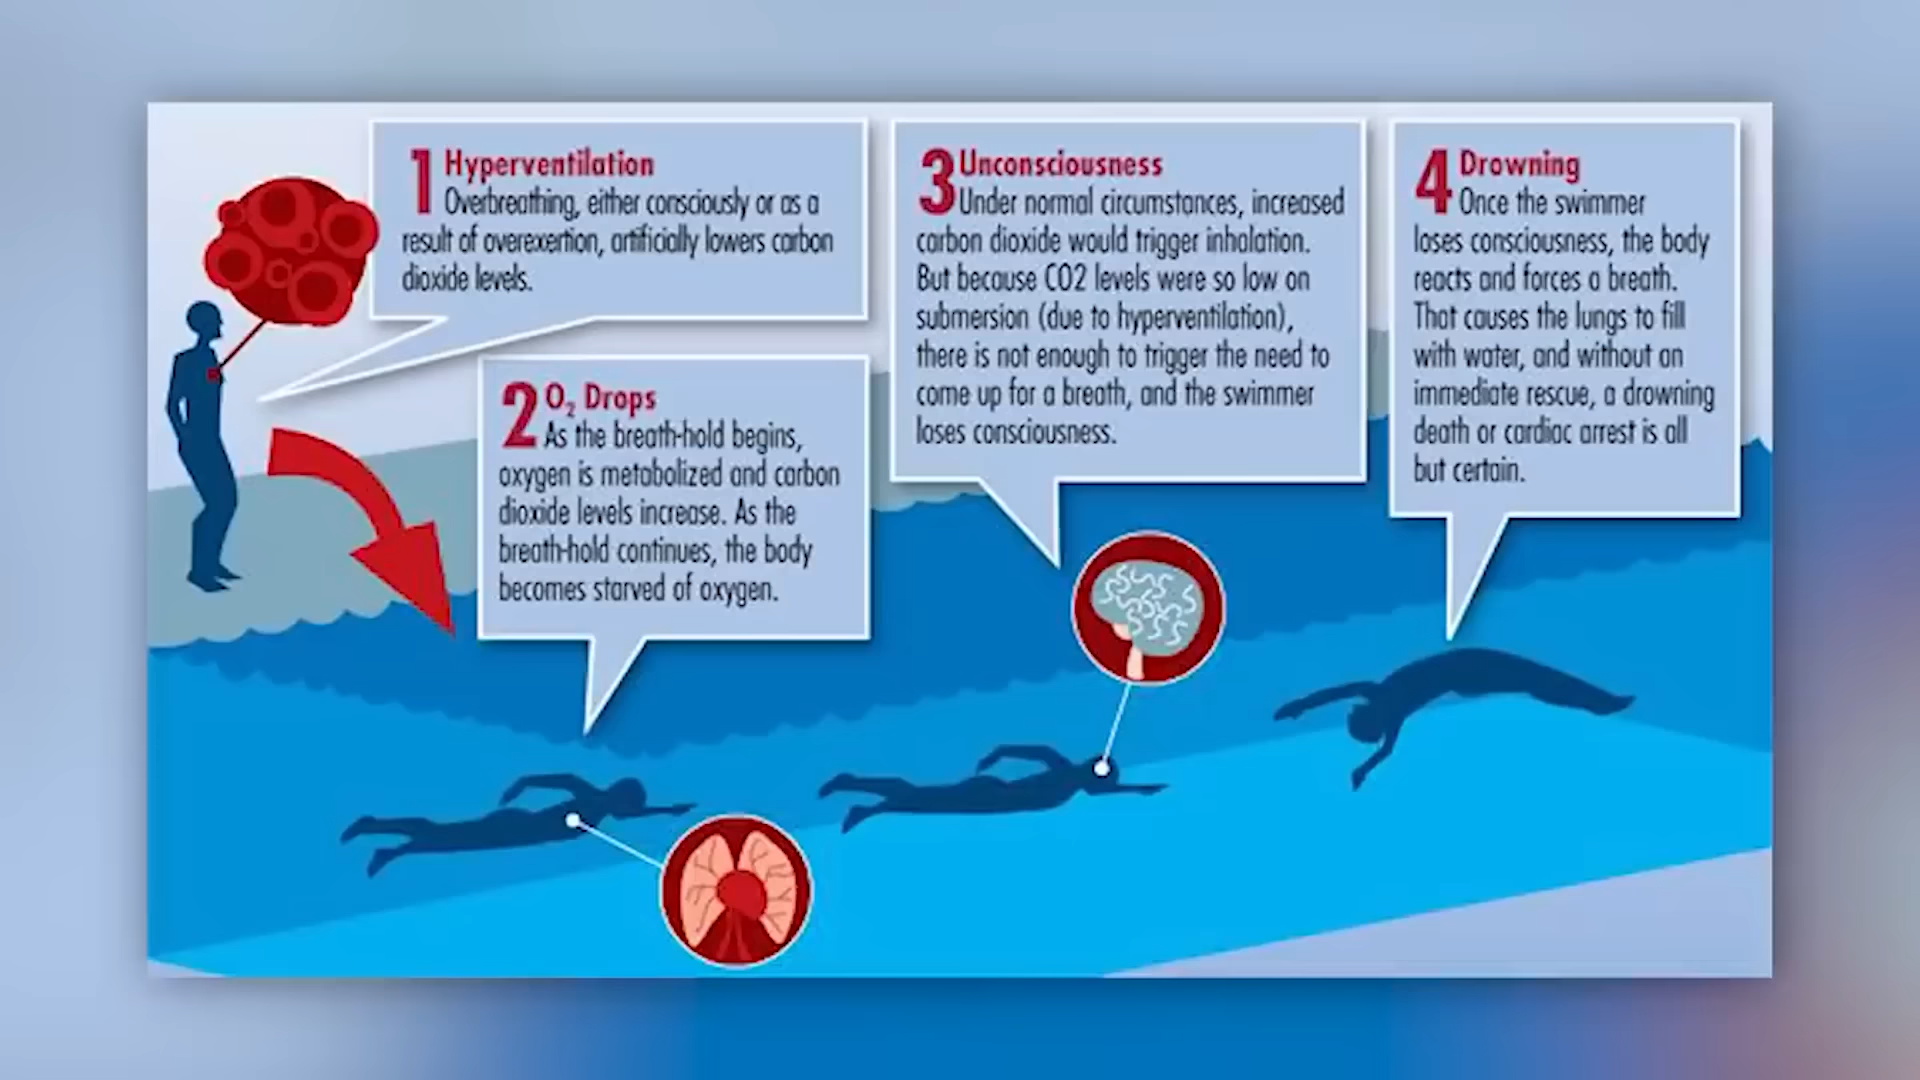 1 Hyperventilation
Overbreathing, either consciously or as a
result of overexertion, artificially lowers carbon
dioxide levels.
2 O₂ Drops
As the breath-hold begins,
oxygen is metabolized and carbon
dioxide levels increase. As the
breath-hold continues, the body
becomes starved of oxygen.
3 Unconsciousness
Under normal circumstances, increased
carbon dioxide would trigger inhalation.
But because CO2 levels were so low on
submersion (due to hyperventilation),
there is not enough to trigger the need to
come up for a breath, and the swimmer
loses consciousness.
4 Drowning
Once the swimmer
loses consciousness, the body
reacts and forces a breath.
That causes the lungs to fill
with water, and without an
immediate rescue, a drowning
death or cardiac arrest is all
but certain.